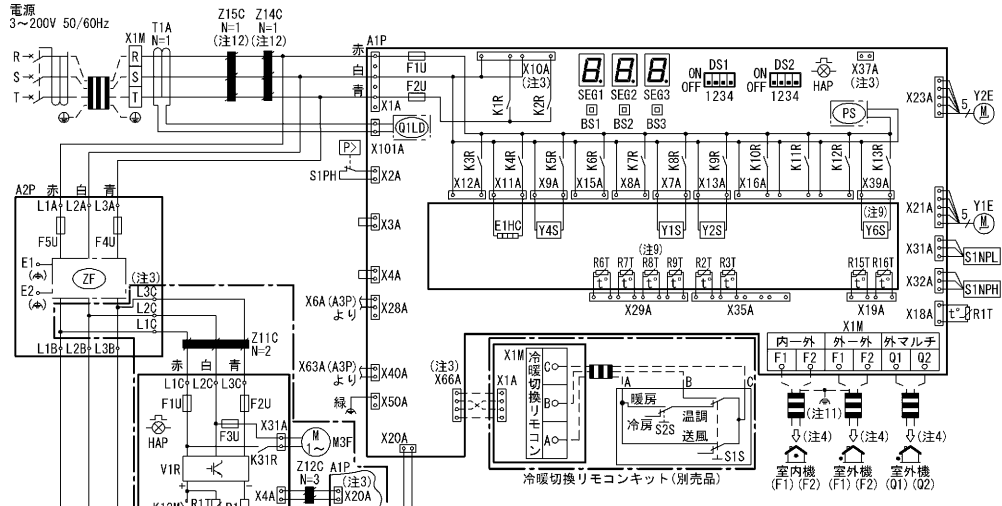 電源
3～200V 50/60Hz
R
S
T
X1M
R
S
T
T1A
N=1
Z15C
N=1
(注12)
Z14C
N=1
(注12)
A1P
赤
白
青
X1A
F1U
F2U
X10A
(注3)
K1R
K2R
SEG1 SEG2 SEG3
BS1 BS2 BS3
ON
OFF
DS1
1234
ON
OFF
DS2
1234
HAP
X37A
(注3)
PS
X23A
5
Y2E
M
Q1LD
X101A
P>
S1PH
X2A
K3R K4R K5R K6R K7R K8R K9R K10R K11R K12R K13R
X12A X11A X9A X15A X8A X7A X13A X16A X39A
E1HC
Y4S
Y1S
Y2S
(注9)
Y6S
X21A
5
Y1E
M
X31A
S1NPL
X32A
S1NPH
X18A
t°
R1T
(注9)
R6T R7T R8T R9T R2T R3T R15T R16T
t° t° t° t° t° t° t° t°
X29A
X35A
X19A
X3A
X4A
X6A(A3P)
より
X28A
X63A(A3P)
より
X40A
緑
X50A
X20A
(注3)
X66A
A2P 赤 白 青
L1A L2A L3A
F5U
F4U
E1
E2
ZF
(注3)
L3C
L2C
L1C
L1B L2B L3B
Z11C
N=2
赤 白 青
L1C L2C L3C
F1U
F2U
F3U
HAP
X31A
K31R
M
1～
M3F
V1R
+
-
Z12C
N=3
X4A
A1P
(注3)
X20A
R1T
X1A
X1M
冷暖切換リモコン
C
B
A
A
B
C
暖房
冷房
S2S
温調
送風
S1S
冷暖切換リモコンキット(別売品)
X1M
内－外 外－外 外マルチ
F1 F2 F1 F2 Q1 Q2
(注11)
(注4) (注4) (注4)
室内機 室外機 室外機
(F1)(F2) (F1)(F2) (Q1)(Q2)